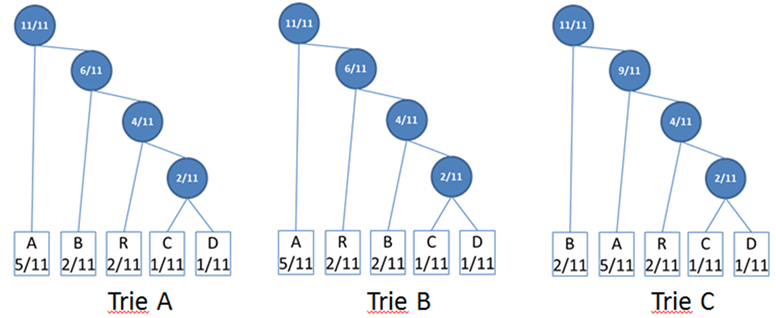 11/11
6/11
4/11
2/11
A B R C D
5/11 2/11 2/11 1/11 1/11
Trie A
11/11
6/11
4/11
2/11
A R B C D
5/11 2/11 2/11 1/11 1/11
Trie B
11/11
9/11
4/11
2/11
B A R C D
2/11 5/11 2/11 1/11 1/11
Trie C